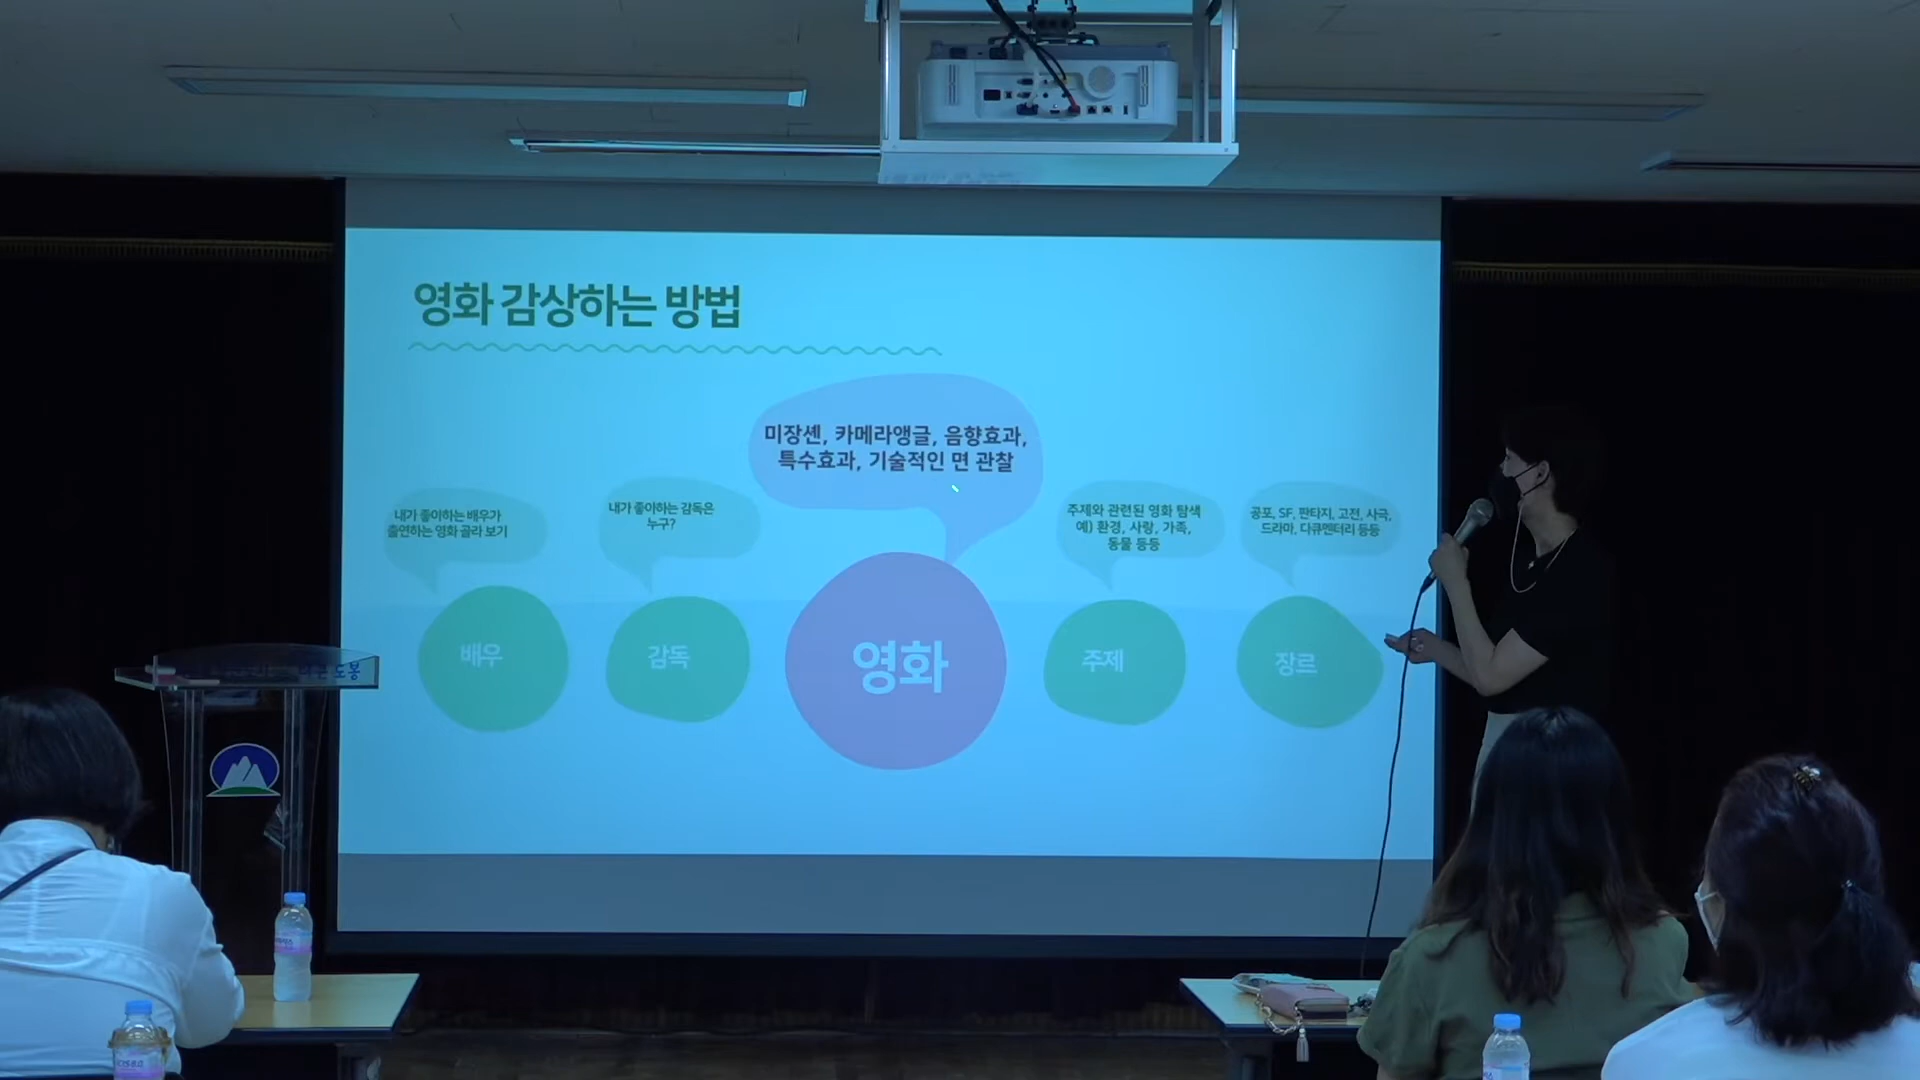 영화 감상하는 방법
미장센, 카메라앵글, 음향효과,
특수효과, 기술적인 면 관찰
내가 좋아하는 배우가
출연하는 영화 골라 보기
내가 좋아하는 감독은
누구?
주제와 관련된 영화 탐색
예) 환경, 사랑, 가족,
동물 등등
공포, SF, 판타지, 고전, 사극,
드라마, 다큐멘터리 등등
배우
감독
영화
주제
장르
도봉